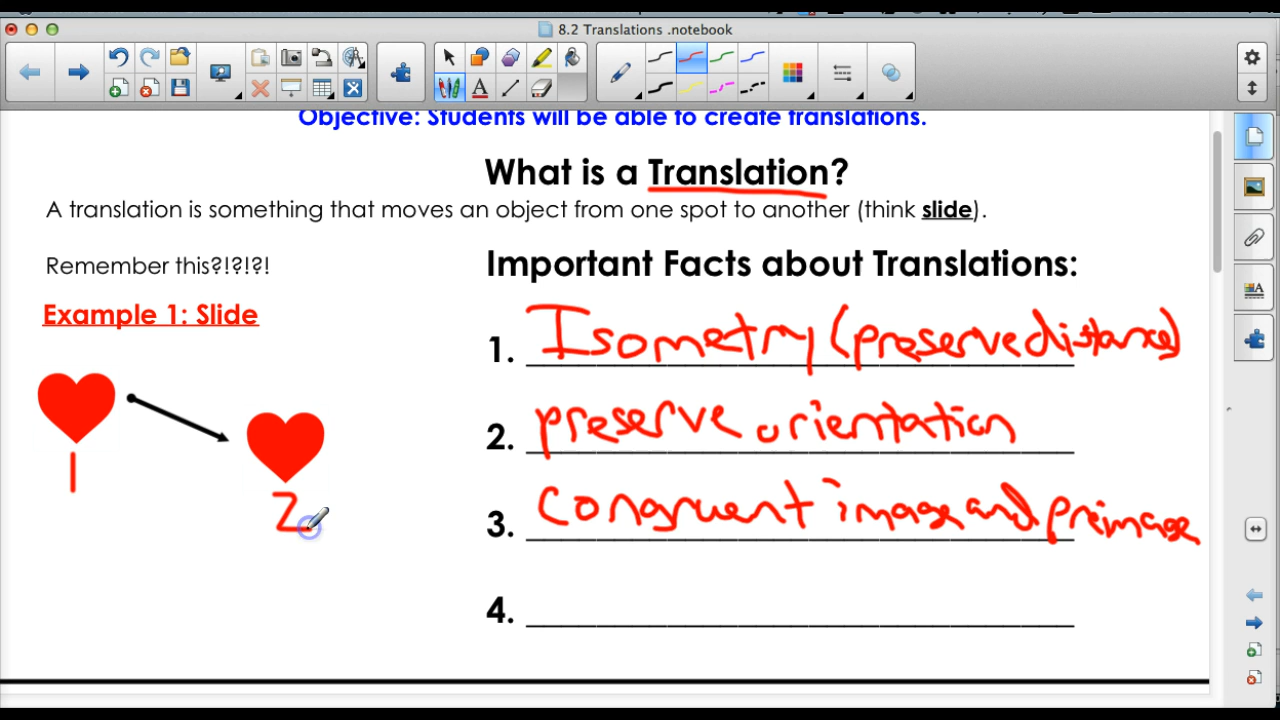 8.2 Translations .notebook
Objective: Students will be able to create translations.
What is a Translation?
A translation is something that moves an object from one spot to another (think slide).
Remember this?!?!?!
Important Facts about Translations:
Example 1: Slide
1. Isometry (preserve distance)
2. preserve orientation
3. Congruent image and preimage
4.
1
2